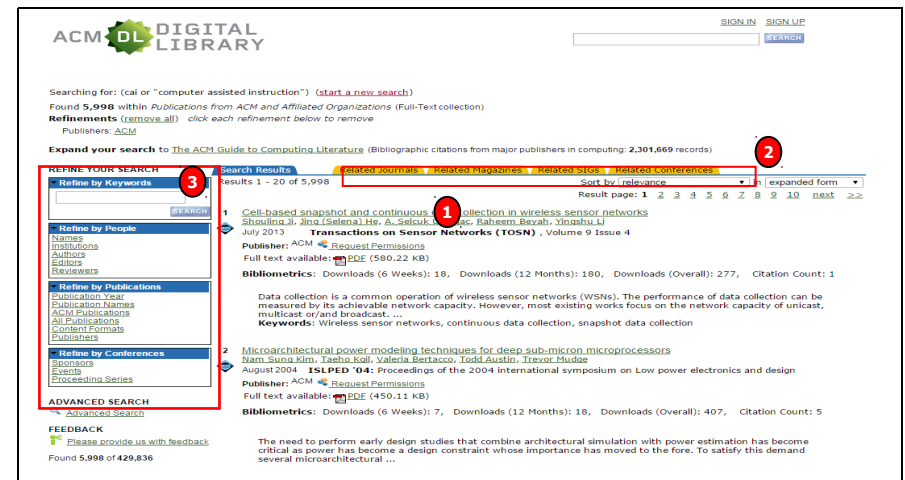 ACM DL DIGITAL LIBRARY
SIGN IN SIGN UP
SEARCH
Searching for: (cai or "computer assisted instruction") (start a new search)
Found 5,998 within Publications from ACM and Affiliated Organizations (Full-Text collection)
Refinements (remove all) click each refinement below to remove
Publishers: ACM
Expand your search to The ACM Guide to Computing Literature (Bibliographic citations from major publishers in computing: 2,301,669 records)
2
REFINE YOUR SEARCH
3
Refine by Keywords
SEARCH
Refine by People
Names
Institutions
Authors
Editors
Reviewers
Refine by Publications
Publication Year
Publication Names
ACM Publications
All Publications
Content Formats
Publishers
Refine by Conferences
Sponsors
Events
Proceeding Series
ADVANCED SEARCH
Advanced Search
FEEDBACK
Please provide us with feedback
Found 5,998 of 429,836
Search Results Related Journals Related Magazines Related SIGs Related Conferences
Results 1 - 20 of 5,998 Sort by relevance in expanded form
Result page: 1 2 3 4 5 6 7 8 9 10 next >>
1
1 Cell-based snapshot and continuous collection in wireless sensor networks
Shouling Ji, Jing (Selena) He, A. Selcuk Raheem Beyah, Yingshu Li
July 2013 Transactions on Sensor Networks (TOSN) , Volume 9 Issue 4
Publisher: ACM Request Permissions
Full text available: PDF (580.22 KB)
Bibliometrics: Downloads (6 Weeks): 18, Downloads (12 Months): 180, Downloads (Overall): 277, Citation Count: 1
Data collection is a common operation of wireless sensor networks (WSNs). The performance of data collection can be
measured by its achievable network capacity. However, most existing works focus on the network capacity of unicast,
multicast or/and broadcast. ...
Keywords: Wireless sensor networks, continuous data collection, snapshot data collection
2 Microarchitectural power modeling techniques for deep sub-micron microprocessors
Nam Sung Kim, Taeho Kgil, Valeria Bertacco, Todd Austin, Trevor Mudge
August 2004 ISLPED '04: Proceedings of the 2004 international symposium on Low power electronics and design
Publisher: ACM Request Permissions
Full text available: PDF (450.11 KB)
Bibliometrics: Downloads (6 Weeks): 7, Downloads (12 Months): 18, Downloads (Overall): 407, Citation Count: 5
The need to perform early design studies that combine architectural simulation with power estimation has become
critical as power has become a design constraint whose importance has moved to the fore. To satisfy this demand
several microarchitectural ...